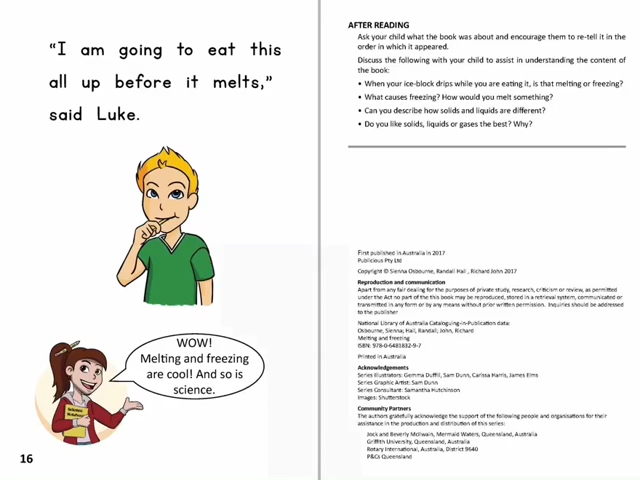 “I am going to eat this
all up before it melts,”
said Luke.
WOW!
Melting and freezing
are cool! And so is
science.
16
AFTER READING
Ask your child what the book was about and encourage them to re-tell it in the
order in which it appeared.
Discuss the following with your child to assist in understanding the content of
the book:
• When your ice-block drips while you are eating it, is that melting or freezing?
• What causes freezing? How would you melt something?
• Can you describe how solids and liquids are different?
• Do you like solids, liquids or gases the best? Why?
First published in Australia in 2017
Publicious Pty Ltd
Copyright © Sienna Osbourne, Randall Hall , Richard John 2017
Reproduction and communication
Apart from any fair dealing for the purposes of private study, research, criticism or review, as permitted
under the Act no part of the this book may be reproduced, stored in a retrieval system, communicated or
transmitted in any form or by any means without prior written permission. Inquiries should be addressed
to the publisher
National Library of Australia Cataloguing-in-Publication data:
Osbourne, Sienna; Hall, Randall; John, Richard
Melting and freezing
ISBN: 978-0-6481832-9-7
Printed in Australia
Acknowledgements
Series Illustrators: Gemma Duffill, Sam Dunn, Carissa Harris, James Elms
Series Graphic Artist: Sam Dunn
Series Consultant: Samantha Hutchinson
Images: Shutterstock
Community Partners
The authors gratefully acknowledge the support of the following people and organisations for their
assistance in the production and distribution of this series:
Jock and Beverly McIlwain, Mermaid Waters, Queensland, Australia
Griffith University, Queensland, Australia
Rotary International, Australia, District 9640
P&Cs Queensland